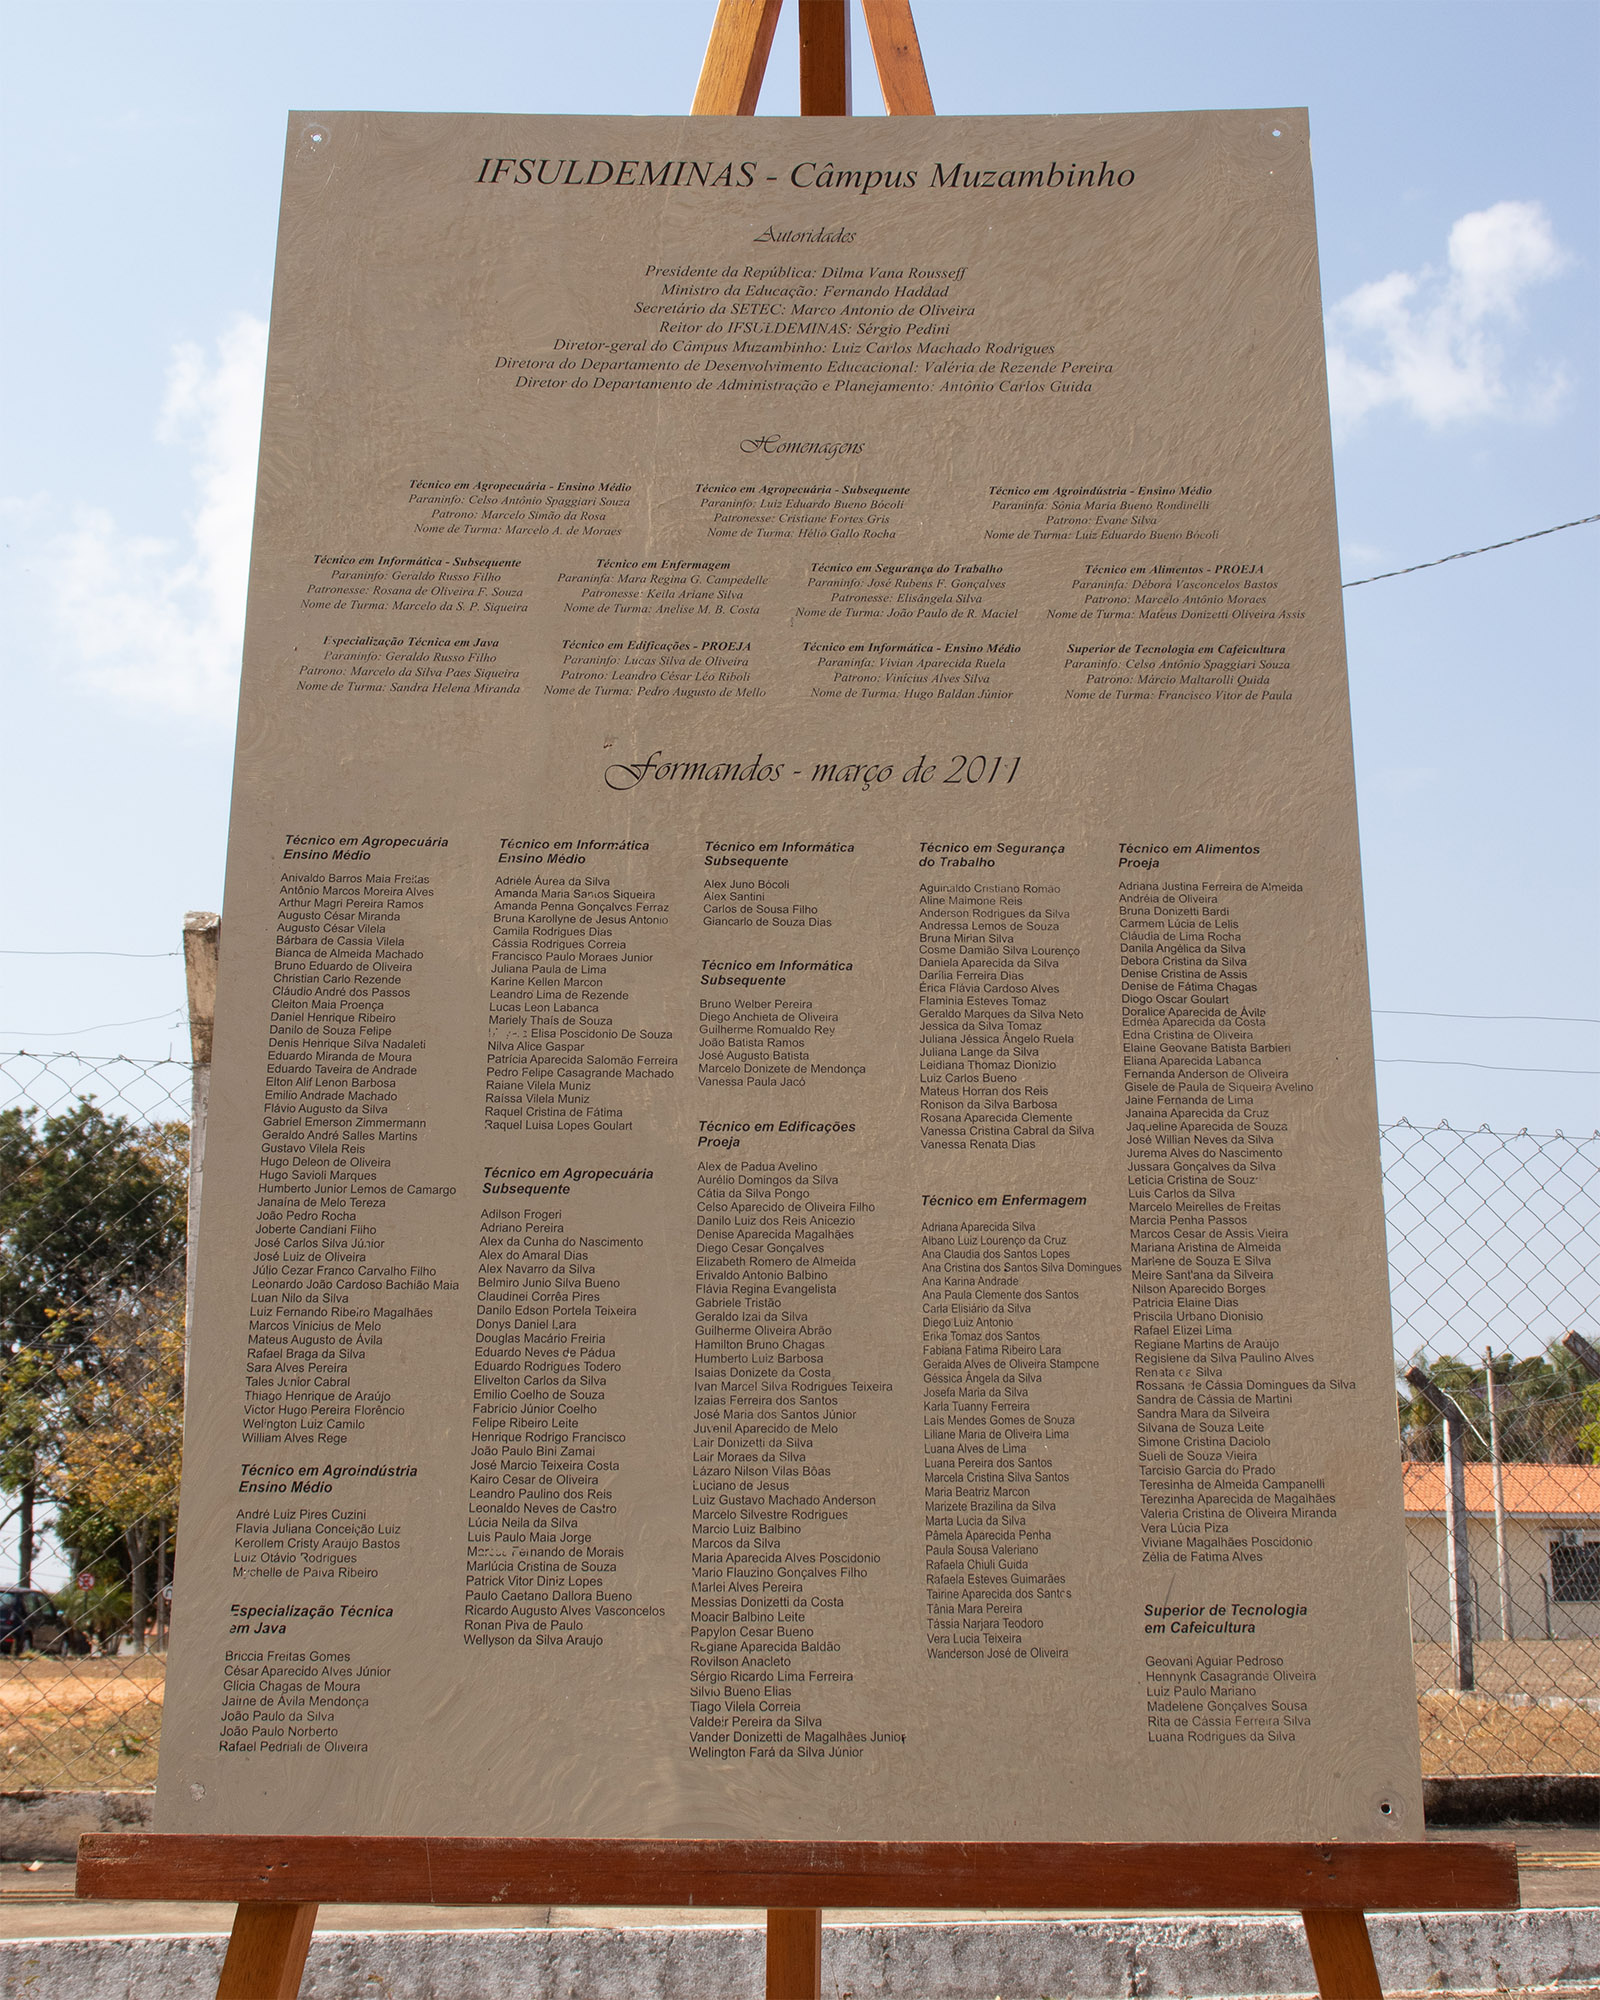 IFSULDEMINAS - Câmpus Muzambinho
Autoridades
Presidente da República: Dilma Vana Rousseff
Ministro da Educação: Fernando Haddad
Secretário da SETEC: Marco Antonio de Oliveira
Reitor do IFSULDEMINAS: Sérgio Pedini
Diretor-geral do Câmpus Muzambinho: Luiz Carlos Machado Rodrigues
Diretora do Departamento de Desenvolvimento Educacional: Valéria de Rezende Pereira
Diretor do Departamento de Administração e Planejamento: Antônio Carlos Guida
Homenagens
Técnico em Agropecuária - Ensino Médio
Paraninfo: Celso Antônio Spaggiari Souza
Patrono: Marcelo Simão da Rosa
Nome de Turma: Marcelo A. de Moraes
Técnico em Agropecuária - Subsequente
Paraninfo: Luiz Eduardo Bueno Bócoli
Patronesse: Cristiane Fortes Gris
Nome de Turma: Hélio Gallo Rocha
Técnico em Agroindústria - Ensino Médio
Paraninfa: Sônia Maria Bueno Rondinelli
Patrono: Evane Silva
Nome de Turma: Luiz Eduardo Bueno Bócoli
Técnico em Informática - Subsequente
Paraninfo: Geraldo Russo Filho
Patronesse: Rosana de Oliveira F. Souza
Nome de Turma: Marcelo da S. P. Siqueira
Técnico em Enfermagem
Paraninfa: Mara Regina G. Campedelle
Patronesse: Keila Ariane Silva
Nome de Turma: Anelise M. B. Costa
Técnico em Segurança do Trabalho
Paraninfo: José Rubens F. Gonçalves
Patronesse: Elisângela Silva
Nome de Turma: João Paulo de R. Maciel
Técnico em Alimentos - PROEJA
Paraninfa: Débora Vasconcelos Bastos
Patrono: Marcelo Antônio Moraes
Nome de Turma: Mateus Donizetti Oliveira Assis
Especialização Técnica em Java
Paraninfo: Geraldo Russo Filho
Patrono: Marcelo da Silva Paes Siqueira
Nome de Turma: Sandra Helena Miranda
Técnico em Edificações - PROEJA
Paraninfo: Lucas Silva de Oliveira
Patrono: Leandro César Léo Riboli
Nome de Turma: Pedro Augusto de Mello
Técnico em Informática - Ensino Médio
Paraninfa: Vivian Aparecida Ruela
Patrono: Vinícius Alves Silva
Nome de Turma: Hugo Baldan Júnior
Superior de Tecnologia em Cafeicultura
Paraninfo: Celso Antônio Spaggiari Souza
Patrono: Márcio Maltarolli Quida
Nome de Turma: Francisco Vitor de Paula
Formandos - março de 2011
Técnico em Agropecuária
Ensino Médio
Anivaldo Barros Maia Freitas
Antônio Marcos Moreira Alves
Arthur Magri Pereira Ramos
Augusto César Miranda
Augusto César Vilela
Bárbara de Cassia Vilela
Bianca de Almeida Machado
Bruno Eduardo de Oliveira
Christian Carlo Rezende
Cláudio André dos Passos
Cleiton Maia Proença
Daniel Henrique Ribeiro
Danilo de Souza Felipe
Denis Henrique Silva Nadaleti
Eduardo Miranda de Moura
Eduardo Taveira de Andrade
Elton Alif Lenon Barbosa
Emilio Andrade Machado
Flávio Augusto da Silva
Gabriel Emerson Zimmermann
Geraldo André Salles Martins
Gustavo Vilela Reis
Hugo Deleon de Oliveira
Hugo Savioli Marques
Humberto Junior Lemos de Camargo
Janaína de Melo Tereza
João Pedro Rocha
Joberte Candiani Filho
José Carlos Silva Júnior
José Luiz de Oliveira
Júlio Cezar Franco Carvalho Filho
Leonardo João Cardoso Bachião Maia
Luan Nilo da Silva
Luiz Fernando Ribeiro Magalhães
Marcos Vinicius de Melo
Mateus Augusto de Ávila
Rafael Braga da Silva
Sara Alves Pereira
Tales Junior Cabral
Thiago Henrique de Araújo
Victor Hugo Pereira Florêncio
Welington Luiz Camilo
William Alves Rege
Técnico em Agroindústria
Ensino Médio
André Luiz Pires Cuzini
Flavia Juliana Conceição Luiz
Kerollem Cristy Araújo Bastos
Luiz Otávio Rodrigues
Mychelle de Paiva Ribeiro
Especialização Técnica
em Java
Briccia Freitas Gomes
César Aparecido Alves Júnior
Glicia Chagas de Moura
Jaime de Ávila Mendonça
João Paulo da Silva
João Paulo Norberto
Rafael Pedriali de Oliveira
Técnico em Informática
Ensino Médio
Adriéle Áurea da Silva
Amanda Maria Santos Siqueira
Amanda Penna Gonçalves Ferraz
Bruna Karollyne de Jesus Antonio
Camila Rodrigues Dias
Cássia Rodrigues Correia
Francisco Paulo Moraes Junior
Juliana Paula de Lima
Karine Kellen Marcon
Leandro Lima de Rezende
Lucas Leon Labanca
Mariely Thaís de Souza
Elisa Poscidonio De Souza
Nilva Alice Gaspar
Patrícia Aparecida Salomão Ferreira
Pedro Felipe Casagrande Machado
Raiane Vilela Muniz
Raíssa Vilela Muniz
Raquel Cristina de Fátima
Raquel Luisa Lopes Goulart
Técnico em Agropecuária
Subsequente
Adilson Frogeri
Adriano Pereira
Alex da Cunha do Nascimento
Alex do Amaral Dias
Alex Navarro da Silva
Belmiro Junio Silva Bueno
Claudinei Corrêa Pires
Danilo Edson Portela Teixeira
Donys Daniel Lara
Douglas Macário Freiria
Eduardo Neves de Pádua
Eduardo Rodrigues Todero
Elivelton Carlos da Silva
Emilio Coelho de Souza
Fabricio Júnior Coelho
Felipe Ribeiro Leite
Henrique Rodrigo Francisco
João Paulo Bini Zamai
José Marcio Teixeira Costa
Kairo Cesar de Oliveira
Leandro Paulino dos Reis
Leonaldo Neves de Castro
Lúcia Neila da Silva
Luis Paulo Maia Jorge
Fernando de Morais
Marlúcia Cristina de Souza
Patrick Vitor Diniz Lopes
Paulo Caetano Dallora Bueno
Ricardo Augusto Alves Vasconcelos
Ronan Piva de Paulo
Wellyson da Silva Araujo
Técnico em Informática
Subsequente
Alex Juno Bócoli
Alex Santini
Carlos de Sousa Filho
Giancarlo de Souza Dias
Técnico em Informática
Subsequente
Bruno Welber Pereira
Diego Anchieta de Oliveira
Guilherme Romualdo Rey
João Batista Ramos
José Augusto Batista
Marcelo Donizete de Mendonça
Vanessa Paula Jacó
Técnico em Edificações
Proeja
Alex de Padua Avelino
Aurélio Domingos da Silva
Cátia da Silva Pongo
Celso Aparecido de Oliveira Filho
Danilo Luiz dos Reis Anicezio
Denise Aparecida Magalhães
Diego Cesar Gonçalves
Elizabeth Romero de Almeida
Erivaldo Antonio Balbino
Flávia Regina Evangelista
Gabriele Tristão
Geraldo Izai da Silva
Guilherme Oliveira Abrão
Hamilton Bruno Chagas
Humberto Luiz Barbosa
Isaias Donizete da Costa
Ivan Marcel Silva Rodrigues Teixeira
Izaias Ferreira dos Santos
José Maria dos Santos Júnior
Juvenil Aparecido de Melo
Lair Donizetti da Silva
Lair Moraes da Silva
Lázaro Nilson Vilas Bôas
Luciano de Jesus
Luiz Gustavo Machado Anderson
Marcelo Silvestre Rodrigues
Marcio Luiz Balbino
Marcos da Silva
Maria Aparecida Alves Poscidonio
Mario Flauzino Gonçalves Filho
Marlei Alves Pereira
Messias Donizetti da Costa
Moacir Balbino Leite
Papylon Cesar Bueno
Regiane Aparecida Baldão
Rovilson Anacleto
Sérgio Ricardo Lima Ferreira
Silvio Bueno Elias
Tiago Vilela Correia
Valdeir Pereira da Silva
Vander Donizetti de Magalhães Junior
Welington Fará da Silva Júnior
Técnico em Segurança
do Trabalho
Aguinaldo Cristiano Romão
Aline Maimone Reis
Anderson Rodrigues da Silva
Andressa Lemos de Souza
Bruna Mirian Silva
Cosme Damião Silva Lourenço
Daniela Aparecida da Silva
Darília Ferreira Dias
Érica Flávia Cardoso Alves
Flaminia Esteves Tomaz
Geraldo Marques da Silva Neto
Jessica da Silva Tomaz
Juliana Jéssica Ângelo Ruela
Juliana Lange da Silva
Leidiana Thomaz Dionizio
Luiz Carlos Bueno
Mateus Horran dos Reis
Ronison da Silva Barbosa
Rosana Aparecida Clemente
Vanessa Cristina Cabral da Silva
Vanessa Renata Dias
Técnico em Enfermagem
Adriana Aparecida Silva
Albano Luiz Lourenço da Cruz
Ana Claudia dos Santos Lopes
Ana Cristina dos Santos Silva Domingues
Ana Karina Andrade
Ana Paula Clemente dos Santos
Carla Elisiário da Silva
Diego Luiz Antonio
Erika Tomaz dos Santos
Fabiana Fatima Ribeiro Lara
Geralda Alves de Oliveira Stampone
Géssica Ângela da Silva
Josefa Maria da Silva
Karla Tuanny Ferreira
Laís Mendes Gomes de Souza
Liliane Maria de Oliveira Lima
Luana Alves de Lima
Luana Pereira dos Santos
Marcela Cristina Silva Santos
Maria Beatriz Marcon
Marizete Brazilina da Silva
Marta Lucia da Silva
Pâmela Aparecida Penha
Paula Sousa Valeriano
Rafaela Chiuli Guida
Rafaela Esteves Guimarães
Tairine Aparecida dos Santos
Tânia Mara Pereira
Tássia Narjara Teodoro
Vera Lucia Teixeira
Wanderson José de Oliveira
Técnico em Alimentos
Proeja
Adriana Justina Ferreira de Almeida
Andréia de Oliveira
Bruna Donizetti Bardi
Carmem Lúcia de Lelis
Cláudia de Lima Rocha
Danila Angélica da Silva
Debora Cristina da Silva
Denise Cristina de Assis
Denise de Fátima Chagas
Diogo Oscar Goulart
Doralice Aparecida de Ávila
Edméa Aparecida da Costa
Edna Cristina de Oliveira
Elaine Geovane Batista Barbieri
Eliana Aparecida Labanca
Fernanda Anderson de Oliveira
Gisele de Paula de Siqueira Avelino
Jaine Fernanda de Lima
Janaina Aparecida da Cruz
Jaqueline Aparecida de Souza
José Willian Neves da Silva
Jurema Alves do Nascimento
Jussara Gonçalves da Silva
Letícia Cristina de Souz
Luis Carlos da Silva
Marcelo Meirelles de Freitas
Marcia Penha Passos
Marcos Cesar de Assis Vieira
Mariana Aristina de Almeida
Marlene de Souza E Silva
Meire Sant'ana da Silveira
Nilson Aparecido Borges
Patricia Elaine Dias
Priscila Urbano Dionisio
Rafael Elizei Lima
Regiane Martins de Araújo
Regislene da Silva Paulino Alves
Renata da Silva
Rossana de Cássia Domingues da Silva
Sandra de Cássia de Martini
Sandra Mara da Silveira
Silvana de Souza Leite
Simone Cristina Daciolo
Sueli de Souza Vieira
Tarcisio Garcia do Prado
Teresinha de Almeida Campanelli
Terezinha Aparecida de Magalhães
Valeria Cristina de Oliveira Miranda
Vera Lúcia Piza
Viviane Magalhães Poscidonio
Zélia de Fatima Alves
Superior de Tecnologia
em Cafeicultura
Geovani Aguiar Pedroso
Hennynk Casagrande Oliveira
Luiz Paulo Mariano
Madelene Gonçalves Sousa
Rita de Cássia Ferreira Silva
Luana Rodrigues da Silva